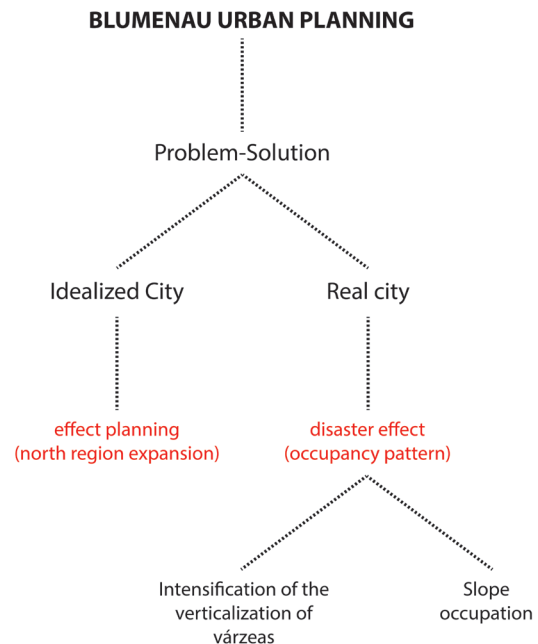 BLUMENAU URBAN PLANNING
Problem-Solution
Idealized City
Real city
effect planning
(north region expansion)
disaster effect
(occupancy pattern)
Intensification of the
verticalization of
várzeas
Slope
occupation